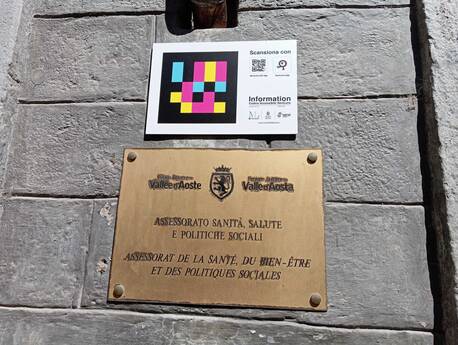 Scansiona con
Information
Région Autonome
Vallée d'Aoste
Regione Autonoma
Valle d'Aosta
ASSESSORATO SANITÀ, SALUTE
E POLITICHE SOCIALI
ASSESSORAT DE LA SANTÉ, DU BIEN-ÊTRE
ET DES POLITIQUES SOCIALES